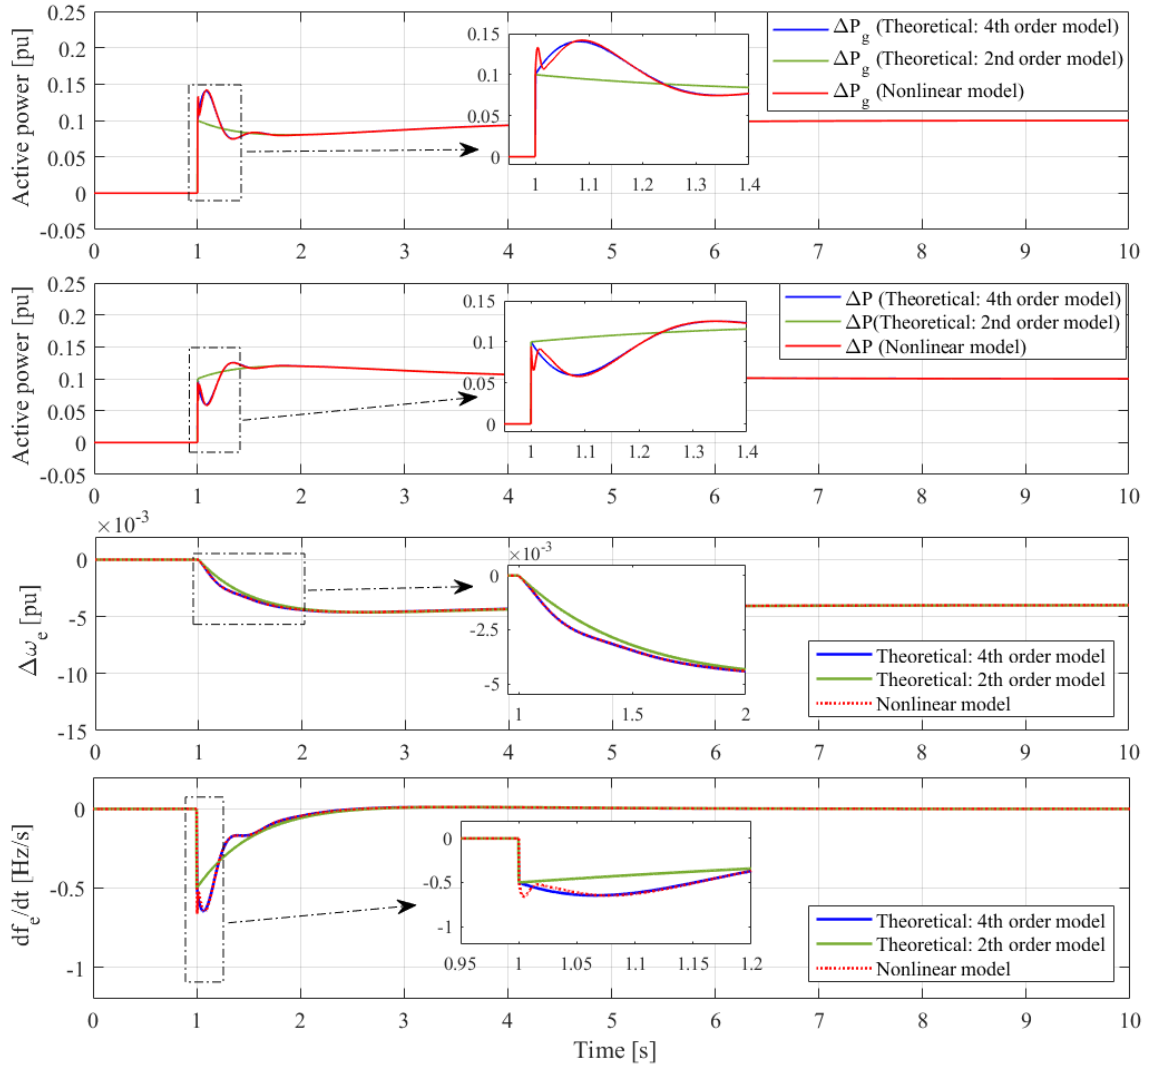 0.25
0.2
0.15
0.1
0.05
0
-0.05
Active power [pu]
0 1 2 3 4 5 6 7 8 9 10
0.15
0.1
0.05
0
1 1.1 1.2 1.3 1.4
ΔP_g (Theoretical: 4th order model)
ΔP_g (Theoretical: 2nd order model)
ΔP_g (Nonlinear model)
0.25
0.2
0.15
0.1
0.05
0
-0.05
Active power [pu]
0 1 2 3 4 5 6 7 8 9 10
0.15
0.1
0.05
0
1 1.1 1.2 1.3 1.4
ΔP (Theoretical: 4th order model)
ΔP(Theoretical: 2nd order model)
ΔP (Nonlinear model)
×10^-3
0
-5
-10
-15
Δω_e [pu]
0 1 2 3 4 5 6 7 8 9 10
×10^-3
0
-2.5
-5
1 1.5 2
Theoretical: 4th order model
Theoretical: 2th order model
Nonlinear model
0
-0.5
-1
df_e/dt [Hz/s]
0 1 2 3 4 5 6 7 8 9 10
0
-0.5
-1
0.95 1 1.05 1.1 1.15 1.2
Theoretical: 4th order model
Theoretical: 2th order model
Nonlinear model
Time [s]